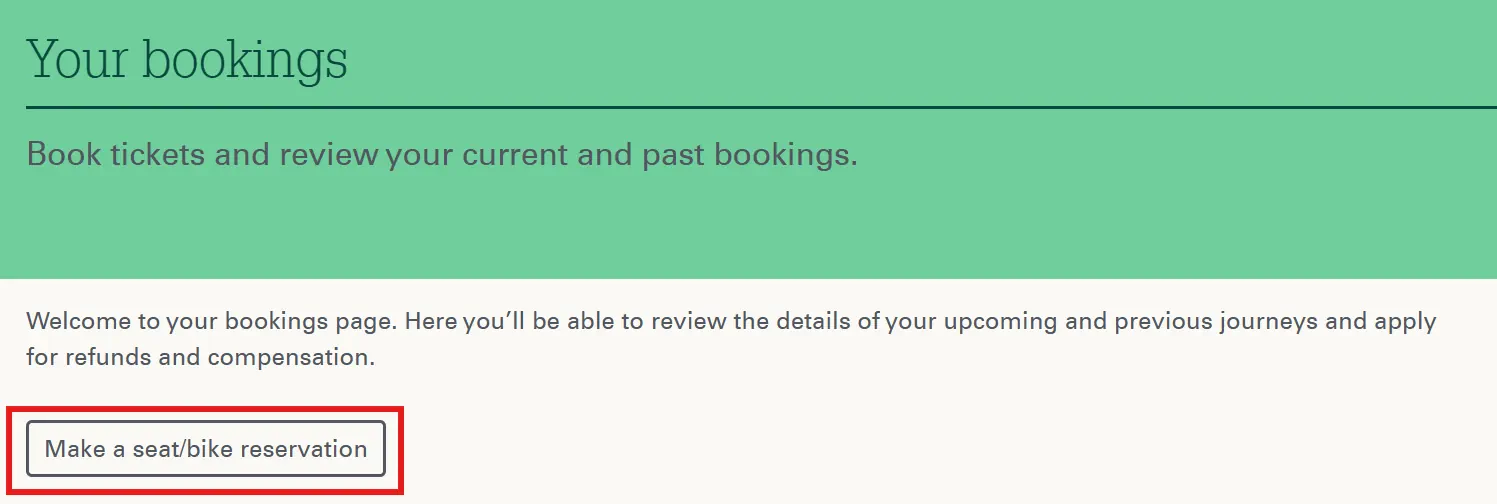 Your bookings
Book tickets and review your current and past bookings.
Welcome to your bookings page. Here you’ll be able to review the details of your upcoming and previous journeys and apply
for refunds and compensation.
Make a seat/bike reservation